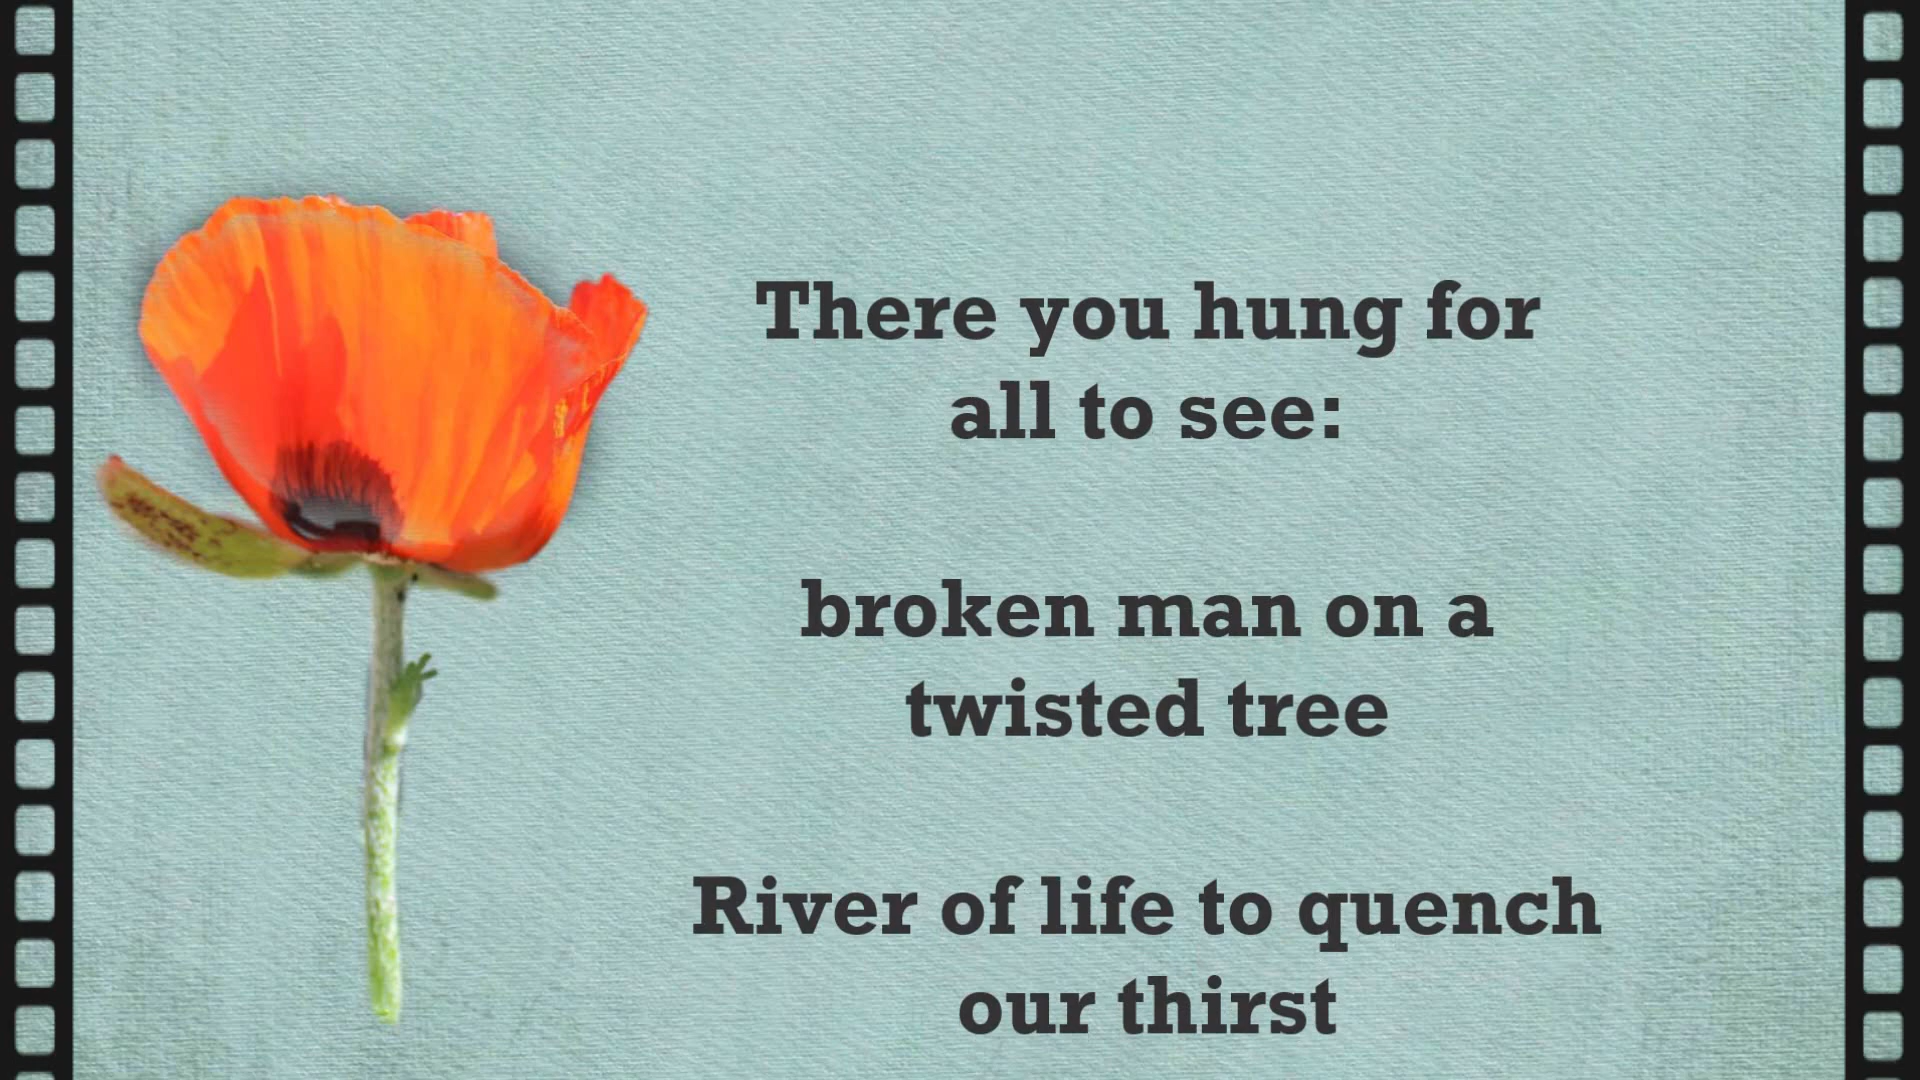 There you hung for
all to see:
broken man on a
twisted tree
River of life to quench
our thirst